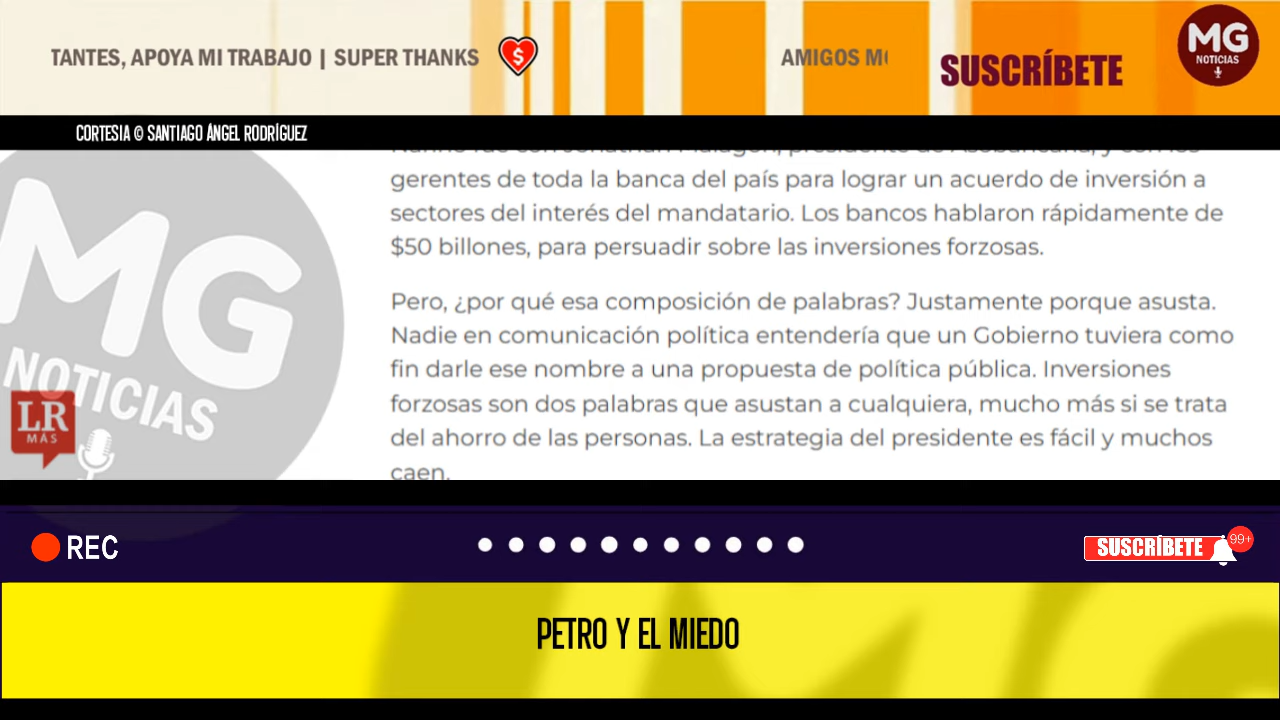 TANTES, APOYA MI TRABAJO | SUPER THANKS
AMIGOS
SUSCRÍBETE
MG
NOTICIAS
CORTESIA © SANTIAGO ÁNGEL RODRÍGUEZ
gerentes de toda la banca del país para lograr un acuerdo de inversión a
sectores del interés del mandatario. Los bancos hablaron rápidamente de
$50 billones, para persuadir sobre las inversiones forzosas.
Pero, ¿por qué esa composición de palabras? Justamente porque asusta.
Nadie en comunicación política entendería que un Gobierno tuviera como
fin darle ese nombre a una propuesta de política pública. Inversiones
forzosas son dos palabras que asustan a cualquiera, mucho más si se trata
del ahorro de las personas. La estrategia del presidente es fácil y muchos
caen.
MG
NOTICIAS
LR
MÁS
REC
SUSCRÍBETE
99+
PETRO Y EL MIEDO